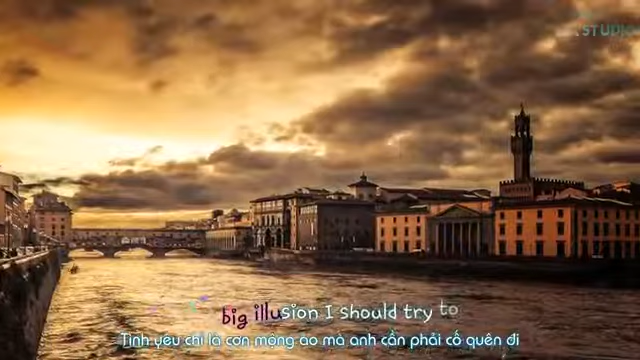 STUDIO
big illusion I should try to
Tình yêu chỉ là cơn mộng ảo mà anh cần phải cố quên đi